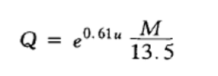 Q = e^0.61u M/13.5